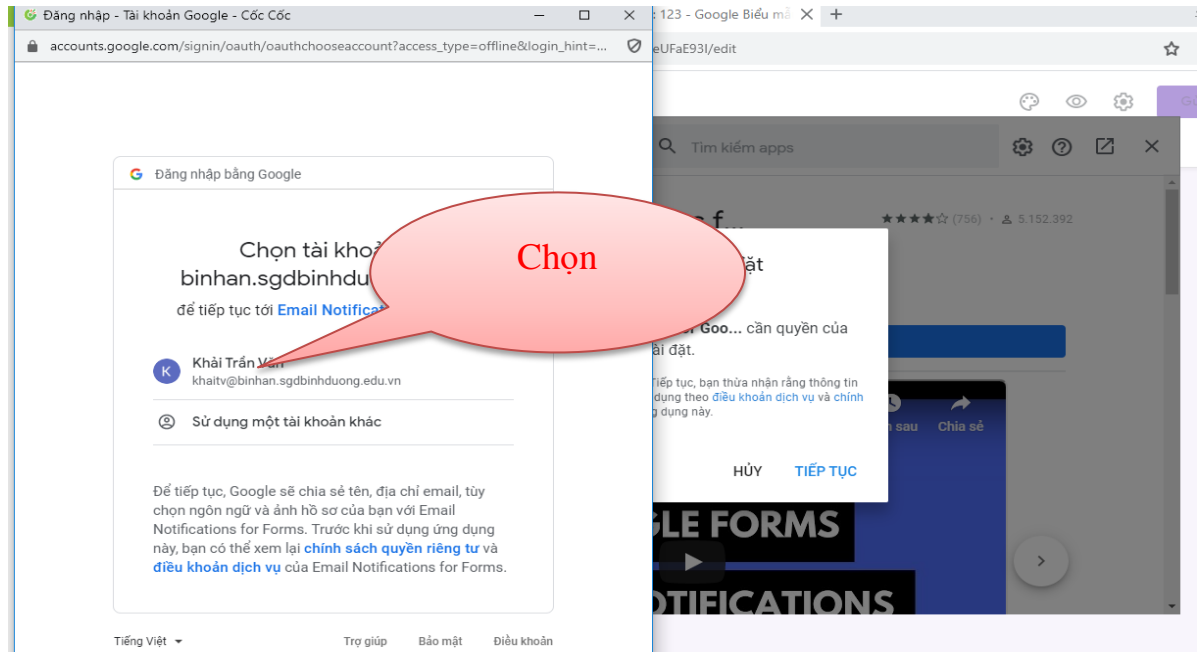 Đăng nhập - Tài khoản Google - Cốc Cốc
accounts.google.com/signin/oauth/oauthchooseaccount?access_type=offline&login_hint=...
Đăng nhập bằng Google
Chọn tài kho
binhan.sgdbinhdu
để tiếp tục tới Email Notificat
Khải Trần Văn
khaitv@binhan.sgdbinhduong.edu.vn
Sử dụng một tài khoản khác
Để tiếp tục, Google sẽ chia sẻ tên, địa chỉ email, tùy
chọn ngôn ngữ và ảnh hồ sơ của bạn với Email
Notifications for Forms. Trước khi sử dụng ứng dụng
này, bạn có thể xem lại chính sách quyền riêng tư và
điều khoản dịch vụ của Email Notifications for Forms.
Tiếng Việt
Trợ giúp Bảo mật Điều khoản
Chọn
: 123 - Google Biểu mẫ
eUFaE93I/edit
Tìm kiếm apps
f...
(756) · 5.152.392
ặt
Goo... cần quyền của
ài đặt.
Tiếp tục, bạn thừa nhận rằng thông tin
dụng theo điều khoản dịch vụ và chính
g dụng này.
HỦY TIẾP TỤC
n sau Chia sẻ
GLE FORMS
OTIFICATIONS